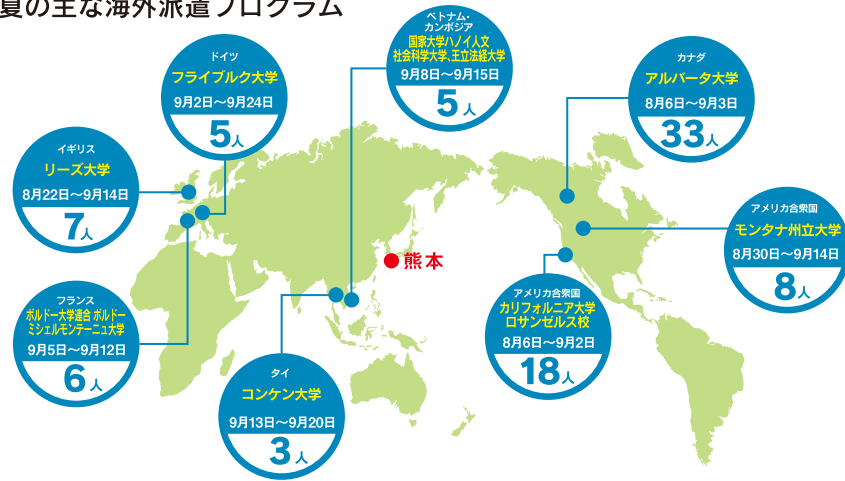 夏の主な海外派遣プログラム
ベトナム・
カンボジア
国家大学ハノイ人文
社会科学大学、王立法経大学
9月8日〜9月15日
5人
ドイツ
フライブルク大学
9月2日〜9月24日
5人
カナダ
アルバータ大学
8月6日〜9月3日
33人
イギリス
リーズ大学
8月22日〜9月14日
7人
アメリカ合衆国
モンタナ州立大学
8月30日〜9月14日
8人
熊本
フランス
ボルドー大学連合 ボルドー
ミシェルモンテーニュ大学
9月5日〜9月12日
6人
アメリカ合衆国
カリフォルニア大学
ロサンゼルス校
8月6日〜9月2日
18人
タイ
コンケン大学
9月13日〜9月20日
3人